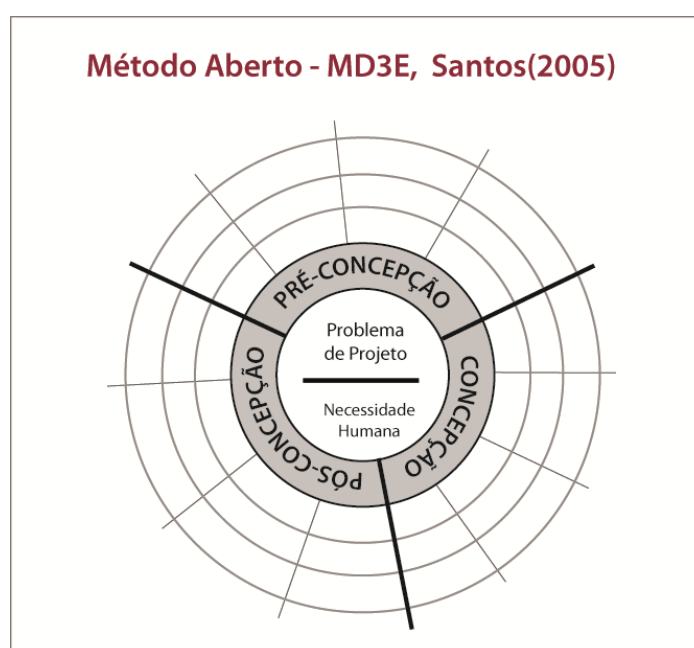 Método Aberto - MD3E, Santos(2005)
PRÉ-CONCEPÇÃO
Problema
de Projeto
Necessidade
Humana
CONCEPÇÃO
PÓS-CONCEPÇÃO